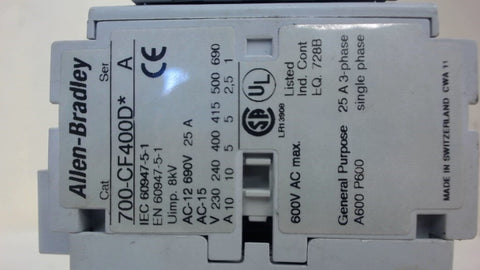 Allen-Bradley
Cat Ser
700-CF400D* A
IEC 60947-5-1
EN 60947-5-1
Uimp. 8kV
AC-12 690V 25 A
AC-15
V 230 240 400 415 500 690
A 10 10 5 5 2,5 1
CE
SA
UL
LR13908
Listed
Ind. Cont
EQ. 728B
600V AC max.
General Purpose 25 A 3-phase
A600 P600 single phase
MADE IN SWITZERLAND CWA 11